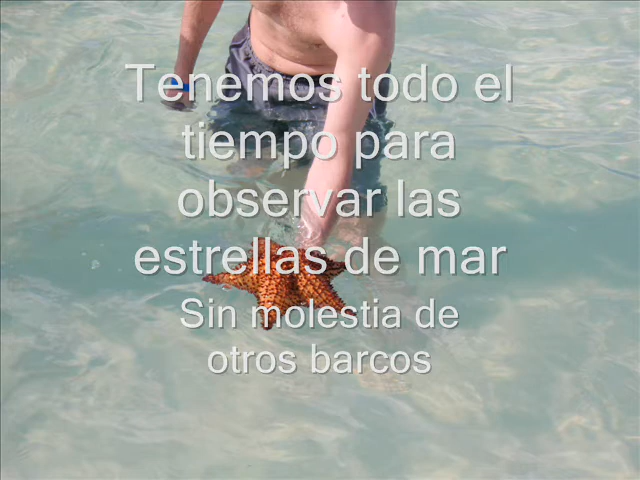 Tenemos todo el
tiempo para
observar las
estrellas de mar
Sin molestia de
otros barcos